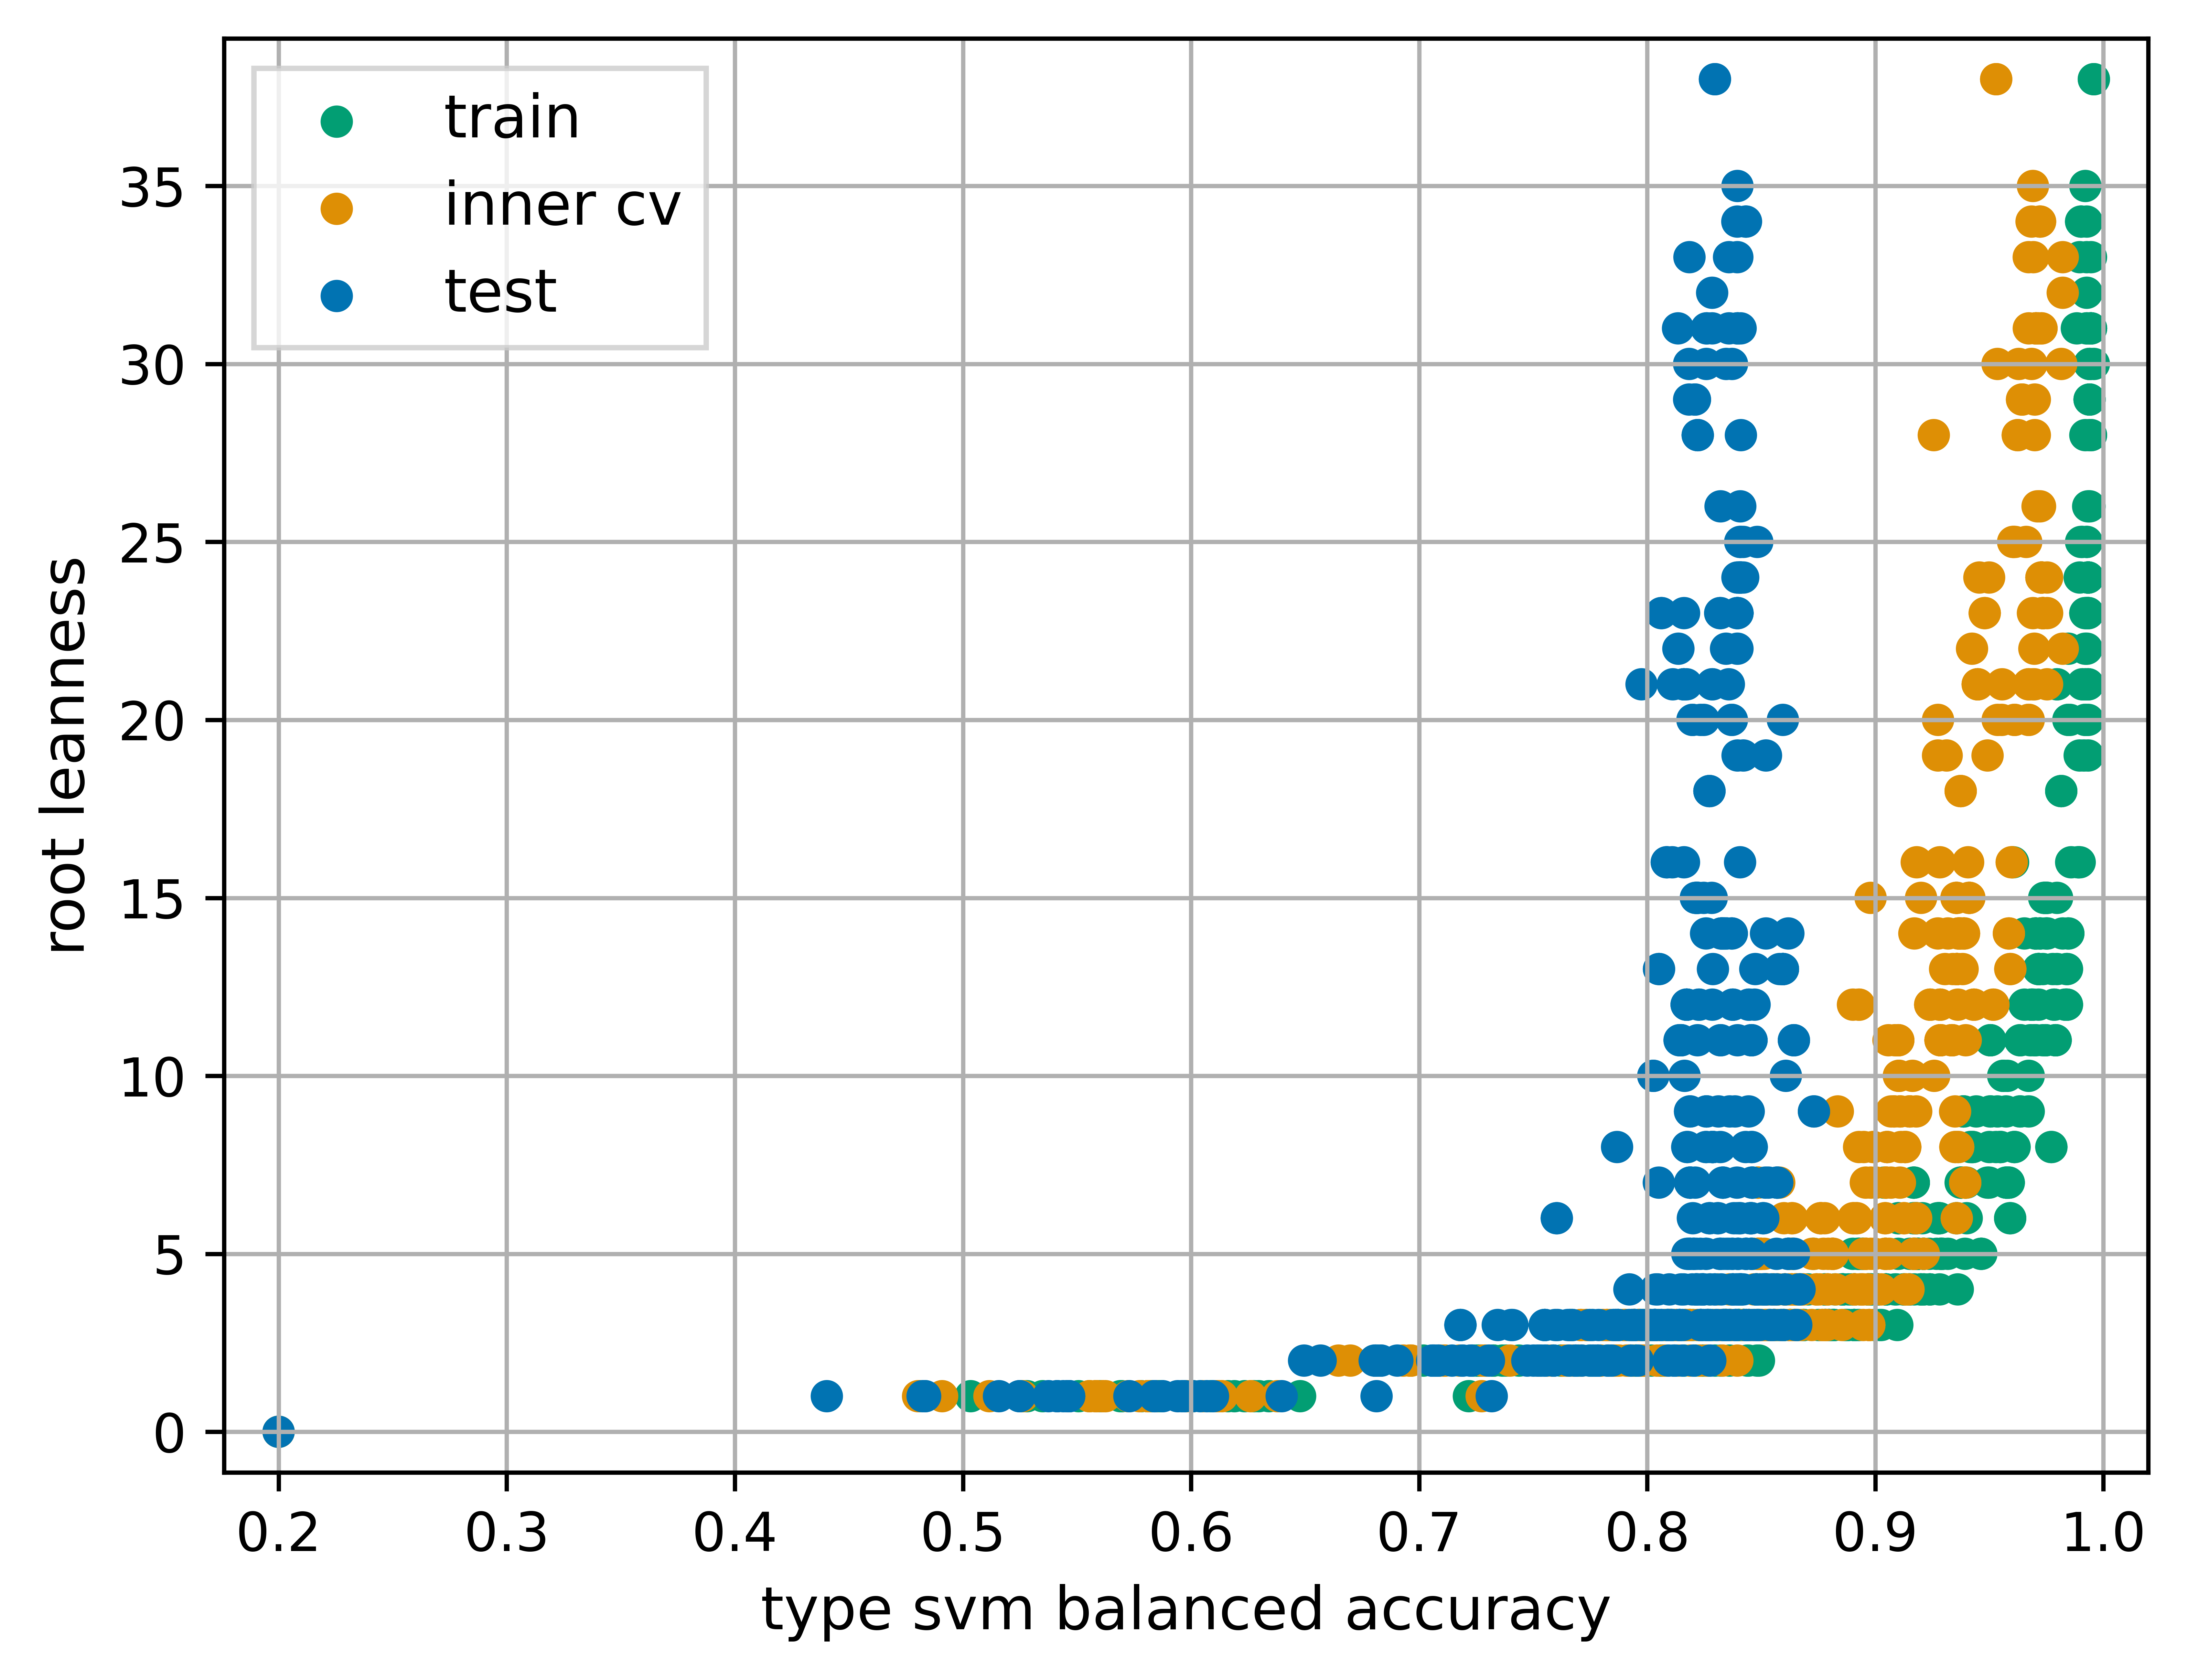 train
inner cv
test
35
30
25
20
15
10
5
0
root leanness
0.2 0.3 0.4 0.5 0.6 0.7 0.8 0.9 1.0
type svm balanced accuracy